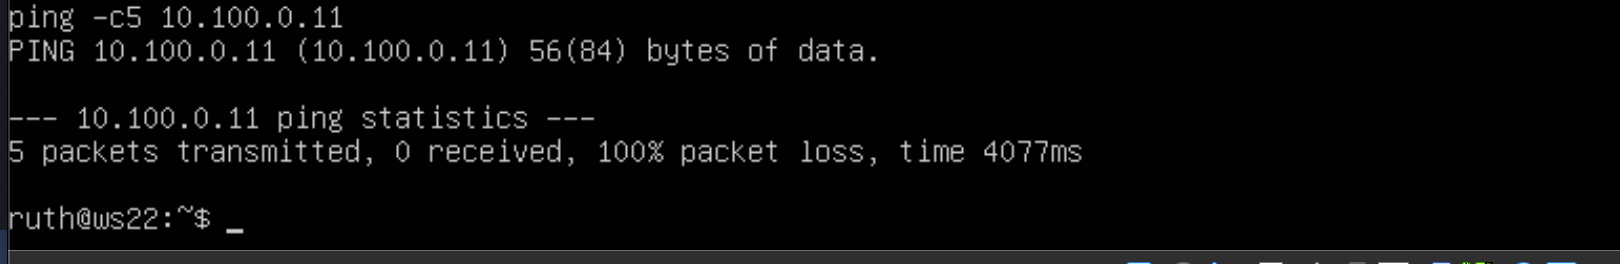 ping -c5 10.100.0.11
PING 10.100.0.11 (10.100.0.11) 56(84) bytes of data.
--- 10.100.0.11 ping statistics ---
5 packets transmitted, 0 received, 100% packet loss, time 4077ms
ruth@ws22:~$ _